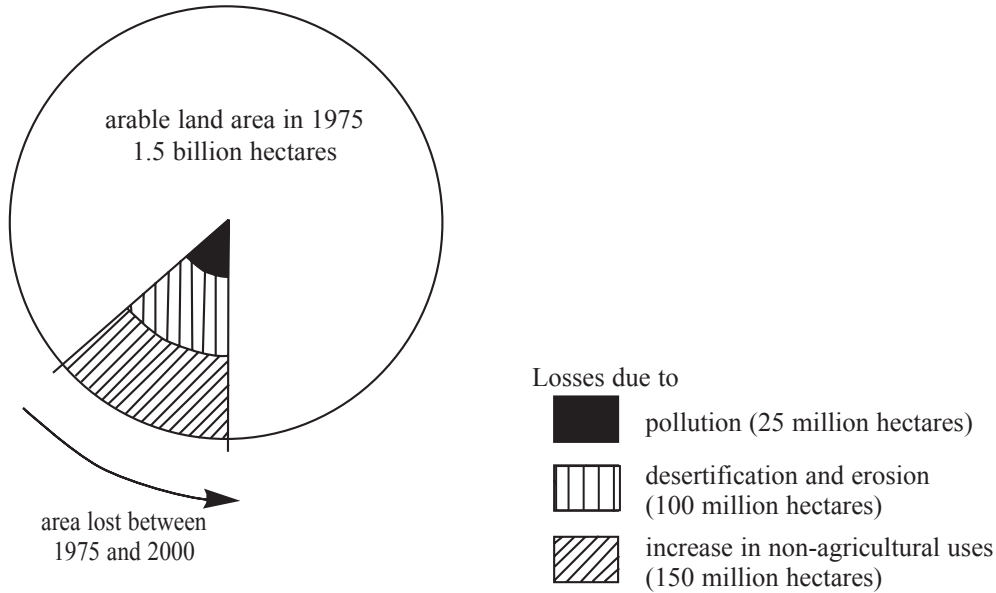 arable land area in 1975
1.5 billion hectares
area lost between
1975 and 2000
Losses due to
pollution (25 million hectares)
desertification and erosion
(100 million hectares)
increase in non-agricultural uses
(150 million hectares)